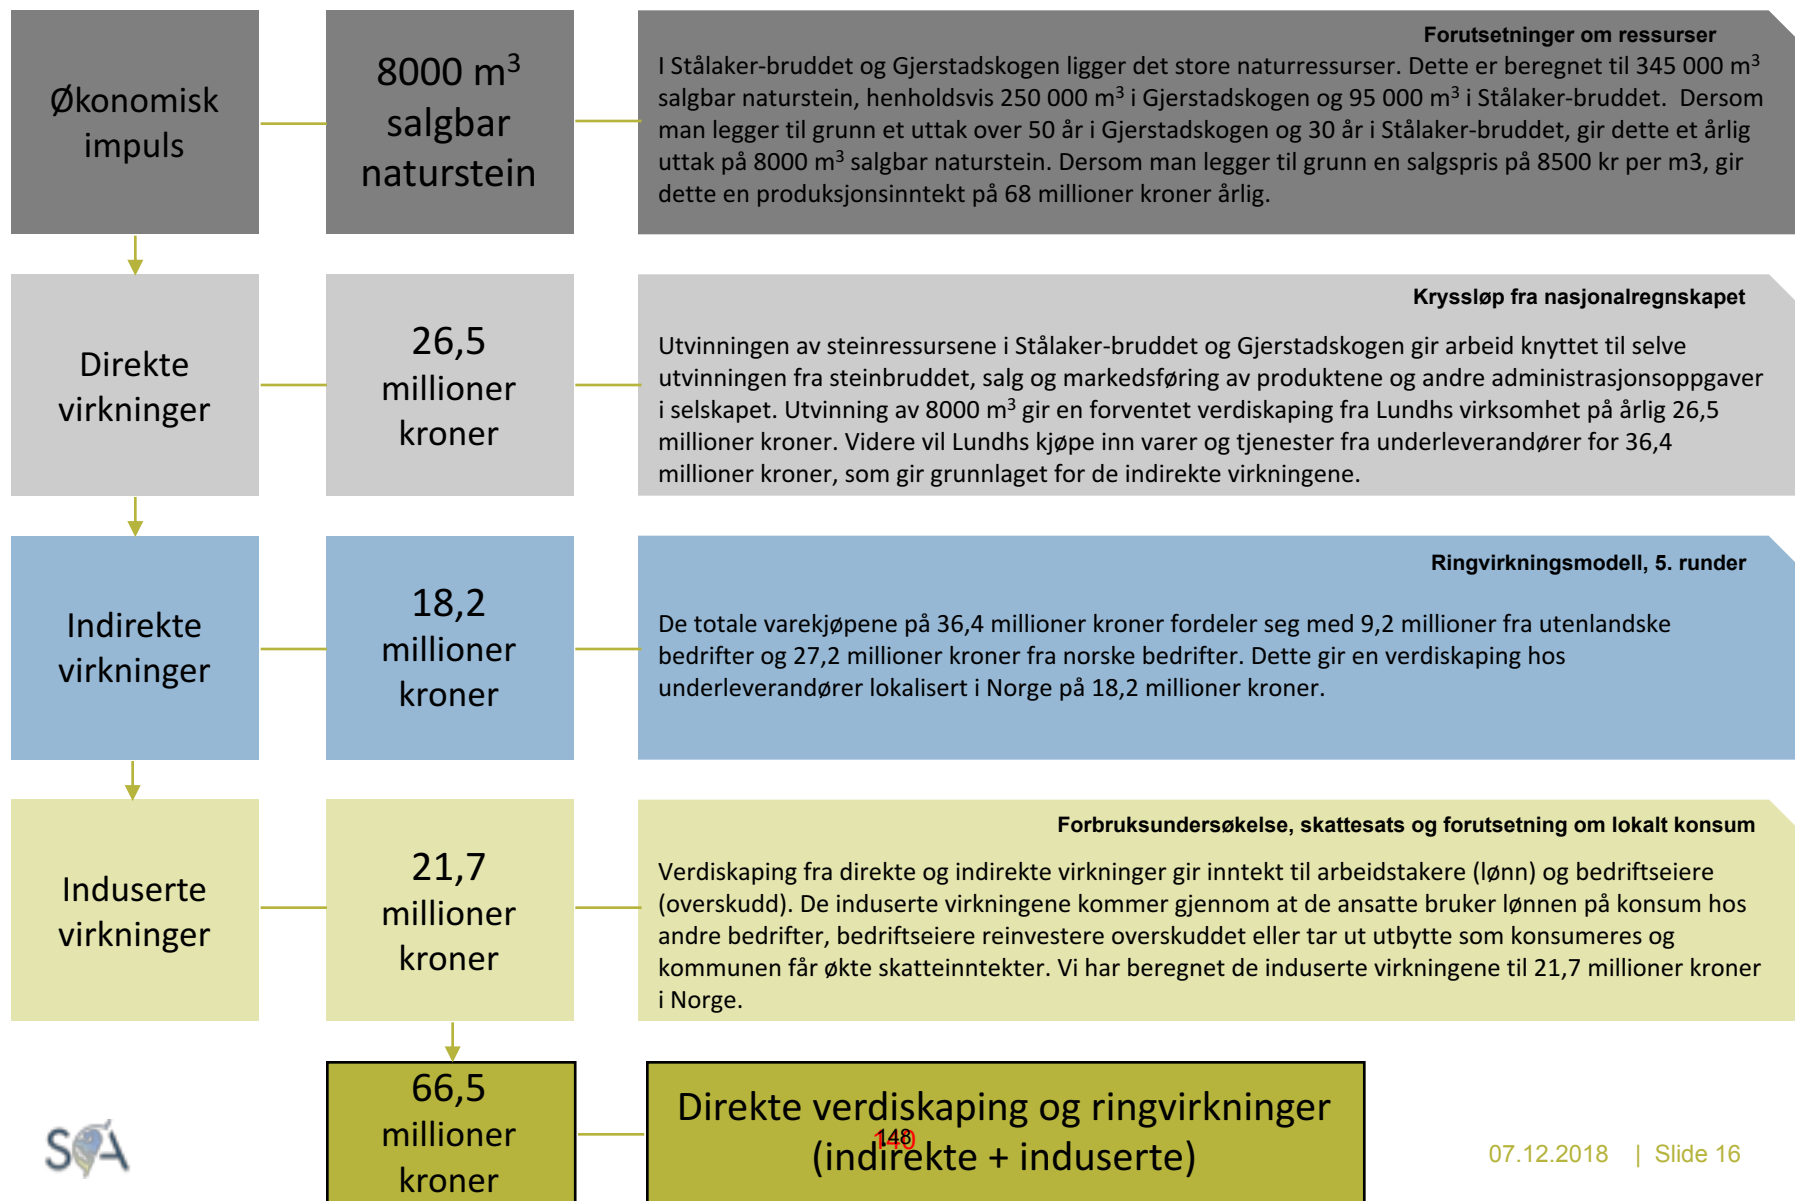 Økonomisk
impuls
8000 m³
salgbar
naturstein
Forutsetninger om ressurser
I Stålaker-bruddet og Gjerstadskogen ligger det store naturressurser. Dette er beregnet til 345 000 m³
salgbar naturstein, henholdsvis 250 000 m³ i Gjerstadskogen og 95 000 m³ i Stålaker-bruddet.  Dersom
man legger til grunn et uttak over 50 år i Gjerstadskogen og 30 år i Stålaker-bruddet, gir dette et årlig
uttak på 8000 m³ salgbar naturstein. Dersom man legger til grunn en salgspris på 8500 kr per m3, gir
dette en produksjonsinntekt på 68 millioner kroner årlig.
Direkte
virkninger
26,5
millioner
kroner
Kryssløp fra nasjonalregnskapet
Utvinningen av steinressursene i Stålaker-bruddet og Gjerstadskogen gir arbeid knyttet til selve
utvinningen fra steinbruddet, salg og markedsføring av produktene og andre administrasjonsoppgaver
i selskapet. Utvinning av 8000 m³ gir en forventet verdiskaping fra Lundhs virksomhet på årlig 26,5
millioner kroner. Videre vil Lundhs kjøpe inn varer og tjenester fra underleverandører for 36,4
millioner kroner, som gir grunnlaget for de indirekte virkningene.
Indirekte
virkninger
18,2
millioner
kroner
Ringvirkningsmodell, 5. runder
De totale varekjøpene på 36,4 millioner kroner fordeler seg med 9,2 millioner fra utenlandske
bedrifter og 27,2 millioner kroner fra norske bedrifter. Dette gir en verdiskaping hos
underleverandører lokalisert i Norge på 18,2 millioner kroner.
Induserte
virkninger
21,7
millioner
kroner
Forbruksundersøkelse, skattesats og forutsetning om lokalt konsum
Verdiskaping fra direkte og indirekte virkninger gir inntekt til arbeidstakere (lønn) og bedriftseiere
(overskudd). De induserte virkningene kommer gjennom at de ansatte bruker lønnen på konsum hos
andre bedrifter, bedriftseiere reinvestere overskuddet eller tar ut utbytte som konsumeres og
kommunen får økte skatteinntekter. Vi har beregnet de induserte virkningene til 21,7 millioner kroner
i Norge.
66,5
millioner
kroner
Direkte verdiskaping og ringvirkninger
(indirekte + induserte)
148
140
SA
07.12.2018 | Slide 16